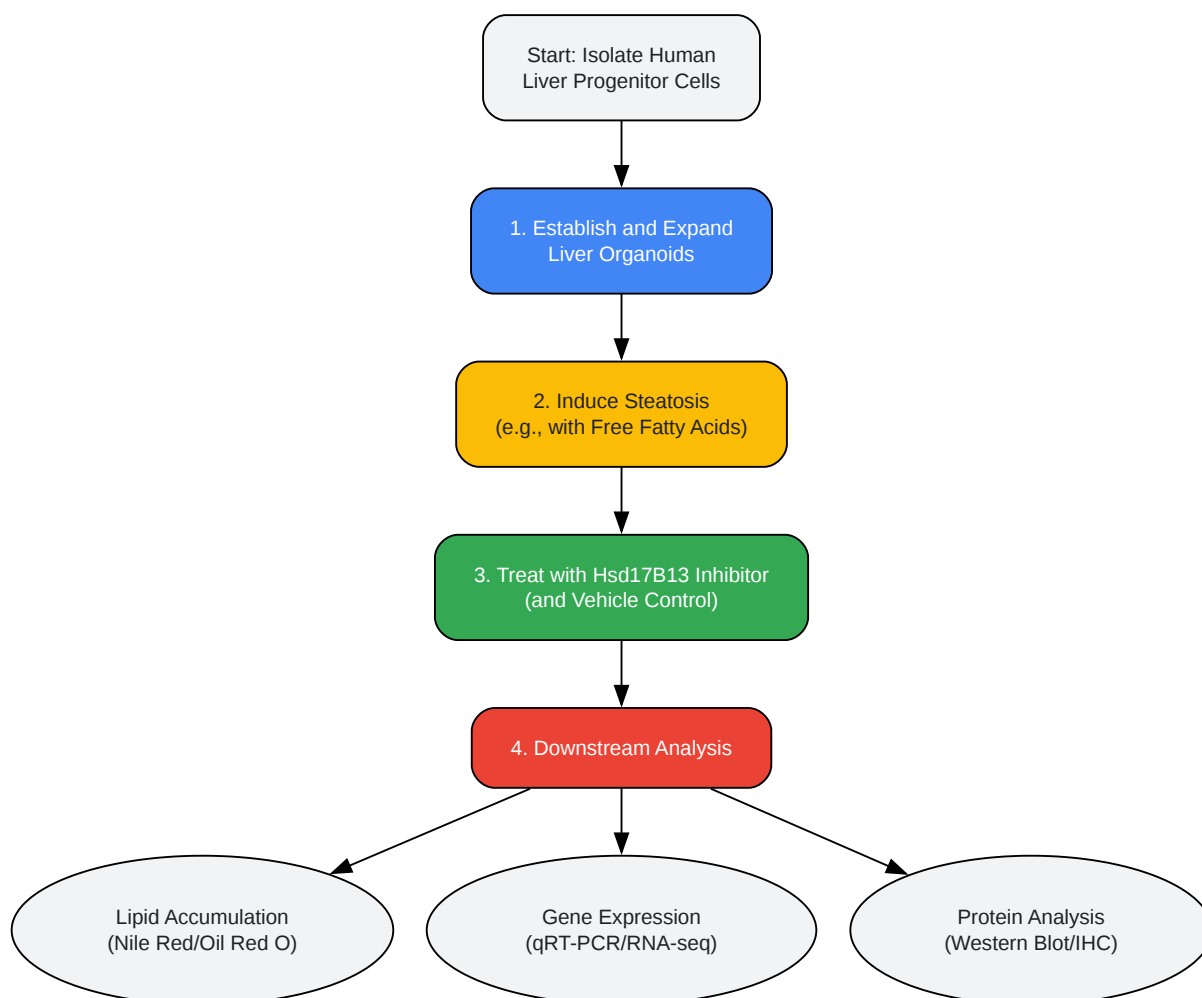 Start: Isolate Human
Liver Progenitor Cells
1. Establish and Expand
Liver Organoids
2. Induce Steatosis
(e.g., with Free Fatty Acids)
3. Treat with Hsd17B13 Inhibitor
(and Vehicle Control)
4. Downstream Analysis
Lipid Accumulation
(Nile Red/Oil Red O)
Gene Expression
(qRT-PCR/RNA-seq)
Protein Analysis
(Western Blot/IHC)